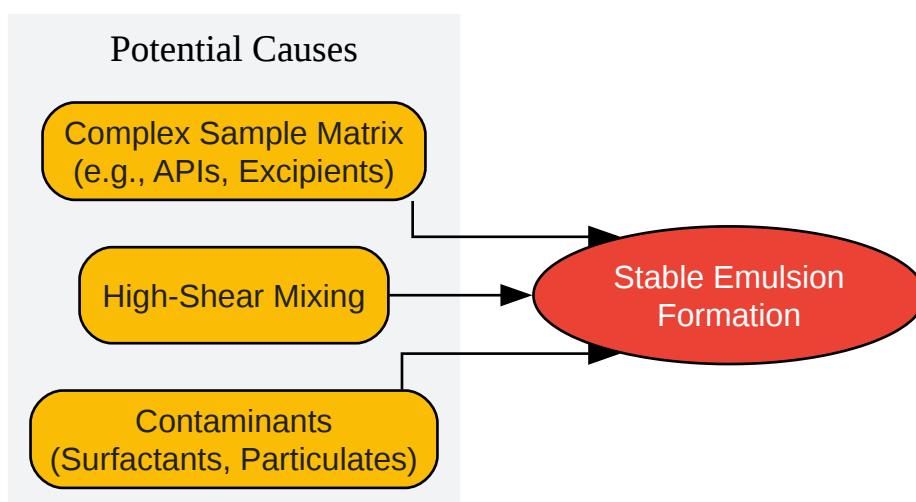 Potential Causes
Complex Sample Matrix
(e.g., APIs, Excipients)
High-Shear Mixing
Stable Emulsion
Formation
Contaminants
(Surfactants, Particulates)